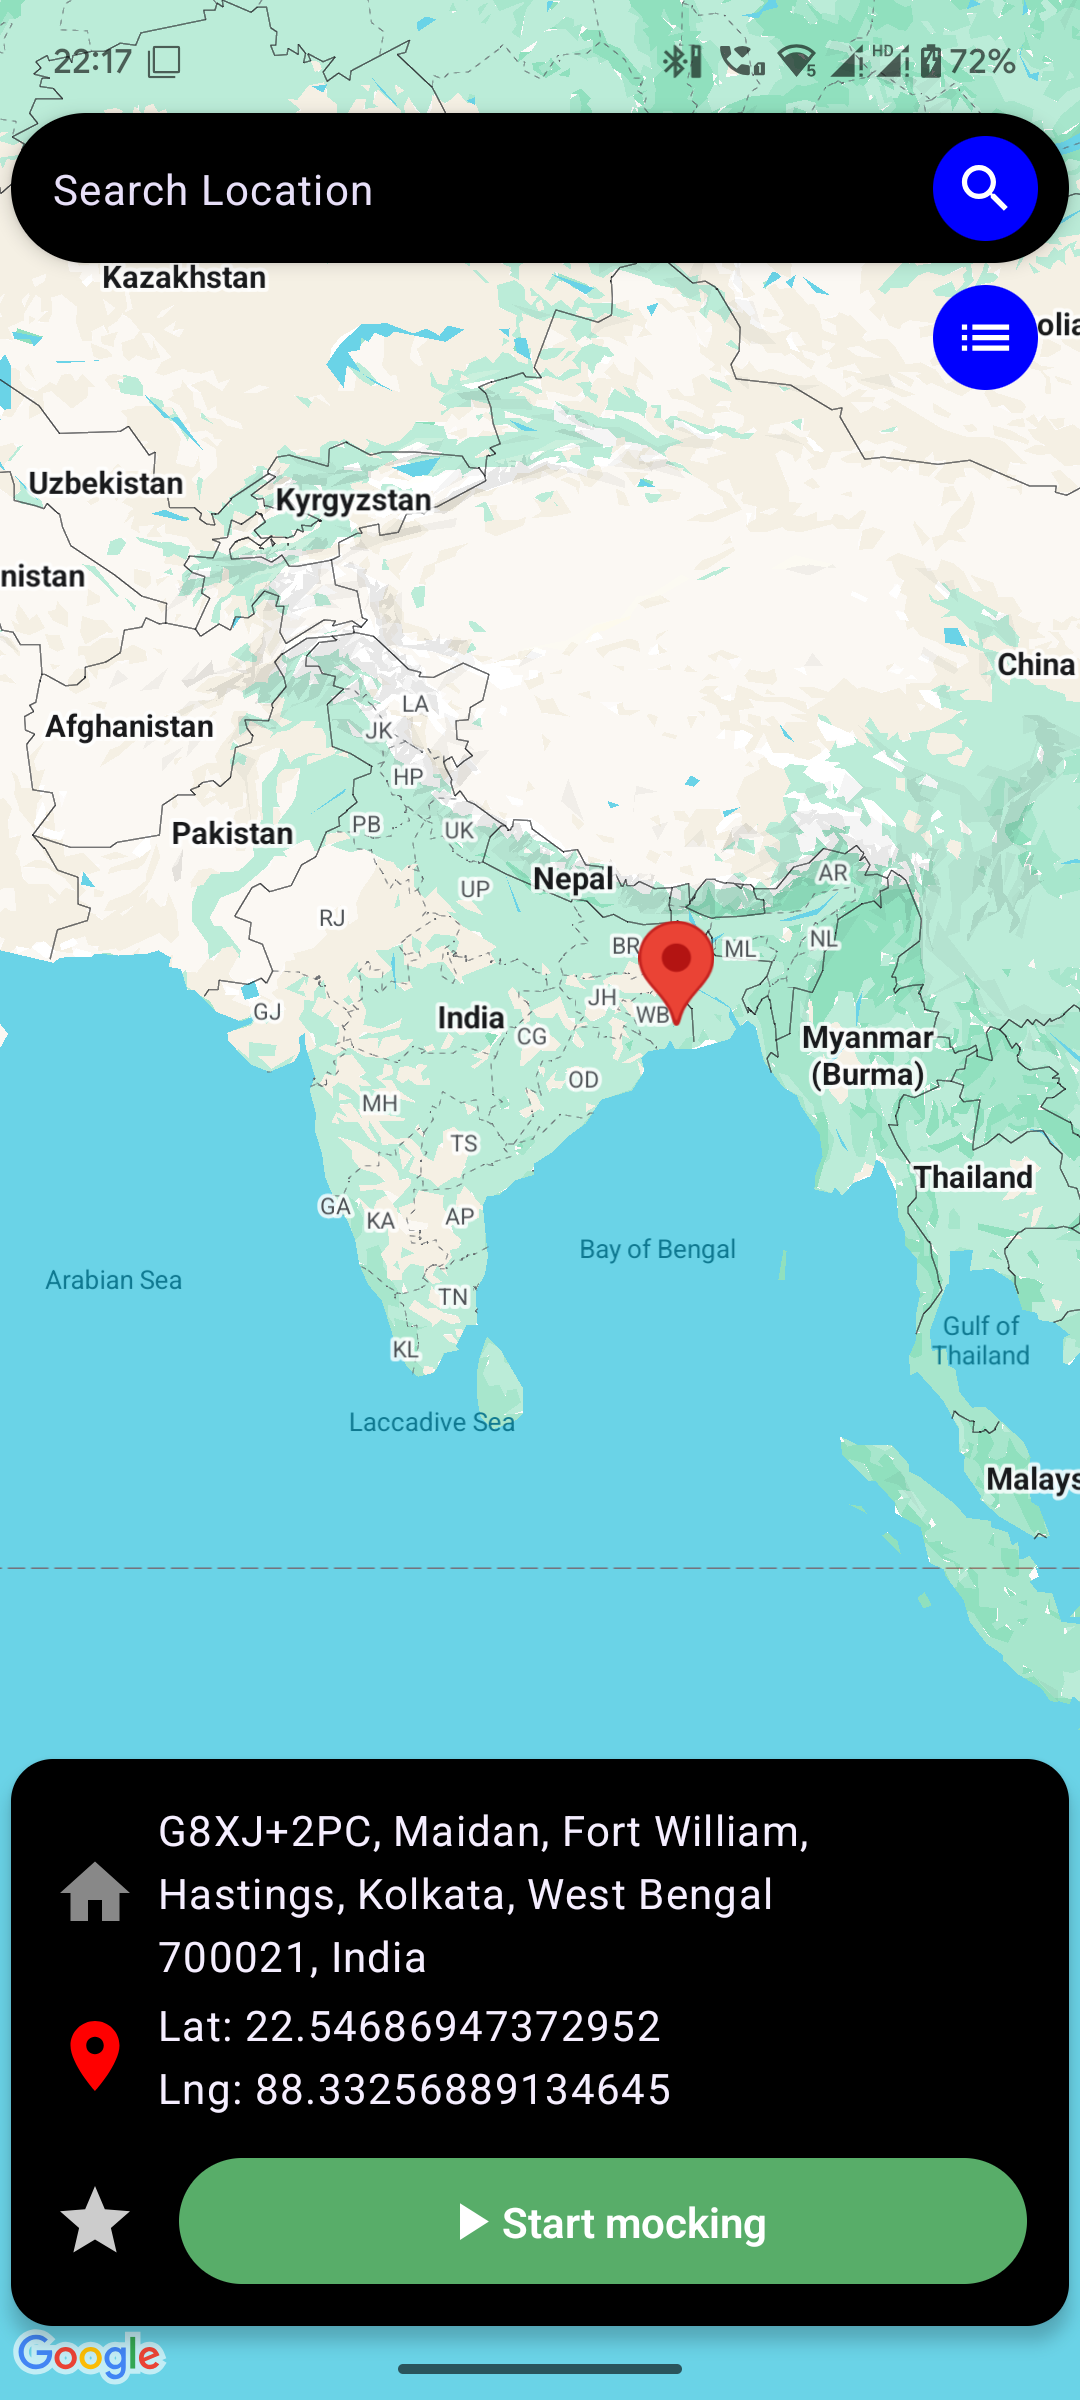 22:17
HD
5
72%
Search Location
Kazakhstan
olia
Uzbekistan
Kyrgyzstan
nistan
China
LA
Afghanistan
JK
HP
PB
UK
Pakistan
Nepal
AR
UP
RJ
BR
ML
NL
JH
GJ
India
WB
CG
Myanmar
(Burma)
OD
MH
TS
Thailand
GA
KA
AP
Bay of Bengal
Arabian Sea
TN
Gulf of
Thailand
KL
Laccadive Sea
Malays
G8XJ+2PC, Maidan, Fort William,
Hastings, Kolkata, West Bengal
700021, India
Lat: 22.54686947372952
Lng: 88.33256889134645
Start mocking
Google